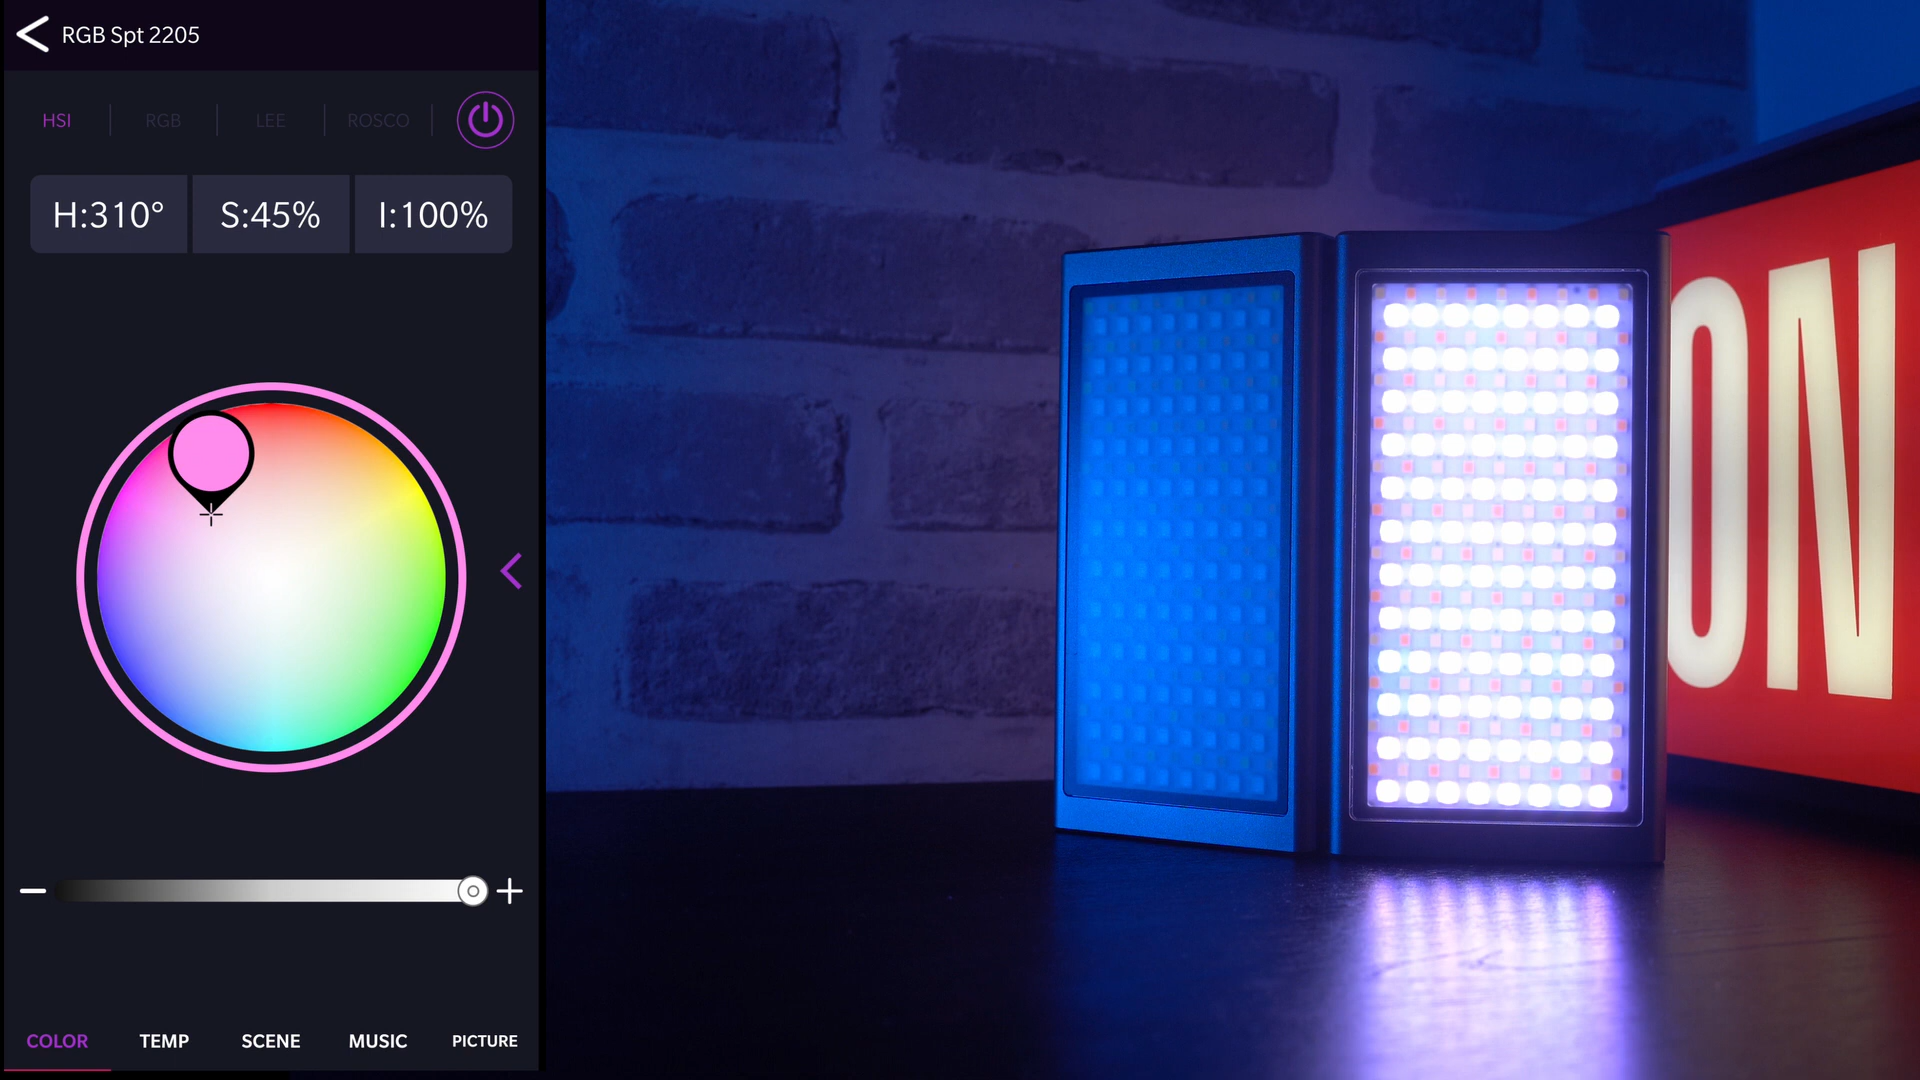 RGB Spt 2205
HSI RGB LEE ROSCO
H:310° S:45% I:100%
COLOR TEMP SCENE MUSIC PICTURE
ON